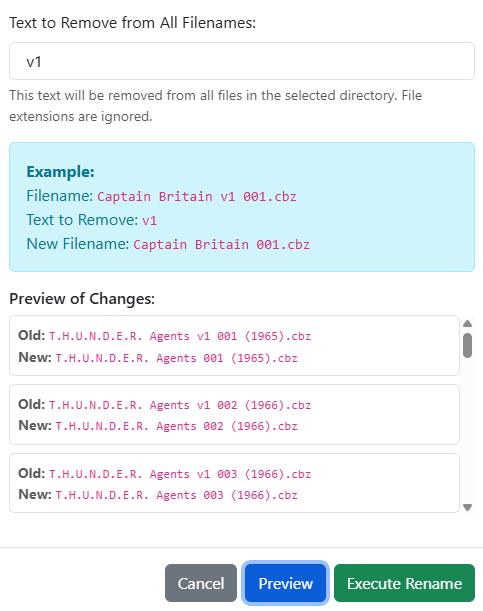 Text to Remove from All Filenames:
v1
This text will be removed from all files in the selected directory. File
extensions are ignored.
Example:
Filename: Captain Britain v1 001.cbz
Text to Remove: v1
New Filename: Captain Britain 001.cbz
Preview of Changes:
Old: T.H.U.N.D.E.R. Agents v1 001 (1965).cbz
New: T.H.U.N.D.E.R. Agents 001 (1965).cbz
Old: T.H.U.N.D.E.R. Agents v1 002 (1966).cbz
New: T.H.U.N.D.E.R. Agents 002 (1966).cbz
Old: T.H.U.N.D.E.R. Agents v1 003 (1966).cbz
New: T.H.U.N.D.E.R. Agents 003 (1966).cbz
Cancel Preview Execute Rename